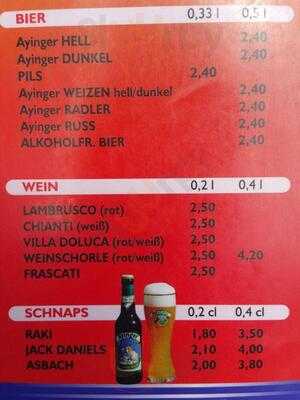 BIER 0,33 l 0,5 l
Ayinger HELL 2,40
Ayinger DUNKEL 2,40
PILS 2,40
Ayinger WEIZEN hell/dunkel 2,40
Ayinger RADLER 2,40
Ayinger RUSS 2,40
ALKOHOLFR. BIER 2,40
WEIN 0,2 l 0,4 l
LAMBRUSCO (rot) 2,50
CHIANTI (weiß) 2,50
VILLA DOLUCA (rot/weiß) 2,50
WEINSCHORLE (rot/weiß) 2,50 4,20
FRASCATI 2,50
SCHNAPS 0,2 cl 0,4 cl
RAKI 1,80 3,50
JACK DANIELS 2,10 4,00
ASBACH 2,00 3,80